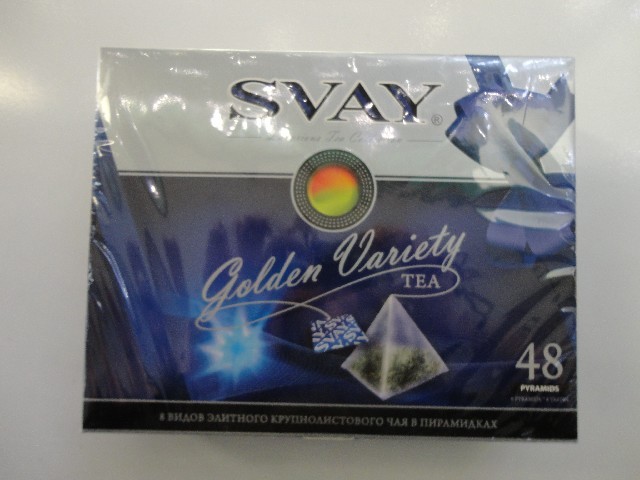 SVAY®
Golden Variety
TEA
48
PYRAMIDS
8 ВИДОВ ЭЛИТНОГО КРУПНОЛИСТОВОГО ЧАЯ В ПИРАМИДКАХ